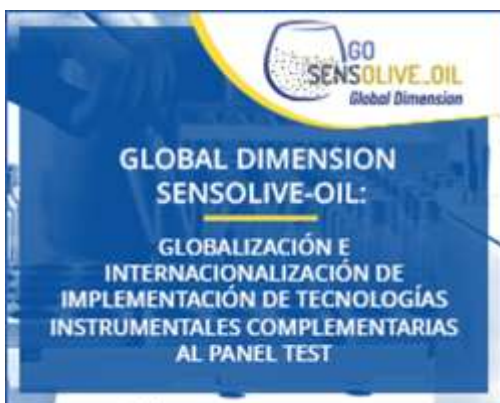 GO
SENSOLIVE_OIL
Global Dimension
GLOBAL DIMENSION
SENSOLIVE-OIL:
GLOBALIZACIÓN E
INTERNACIONALIZACIÓN DE
IMPLEMENTACIÓN DE TECNOLOGÍAS
INSTRUMENTALES COMPLEMENTARIAS
AL PANEL TEST